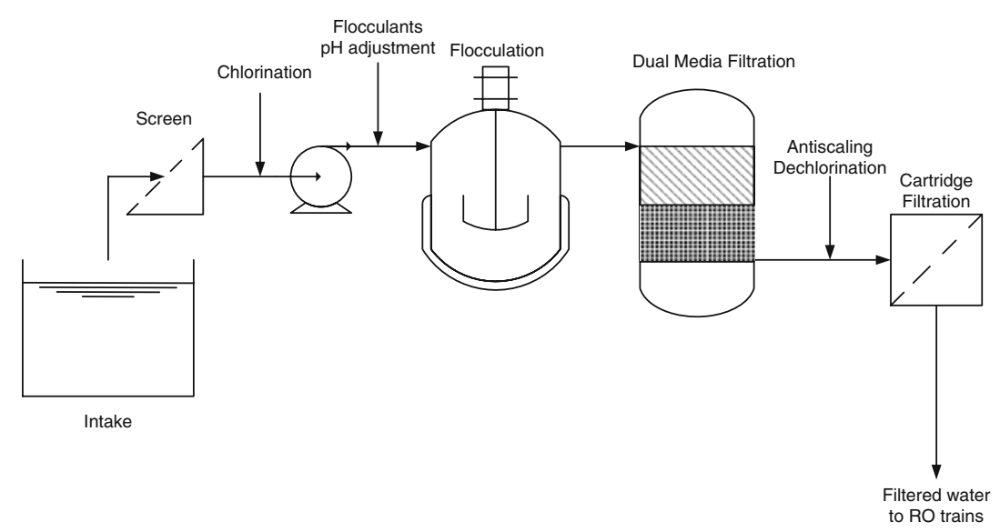 Flocculants
pH adjustment
Flocculation
Dual Media Filtration
Chlorination
Screen
Antiscaling
Dechlorination
Cartridge
Filtration
Intake
Filtered water
to RO trains